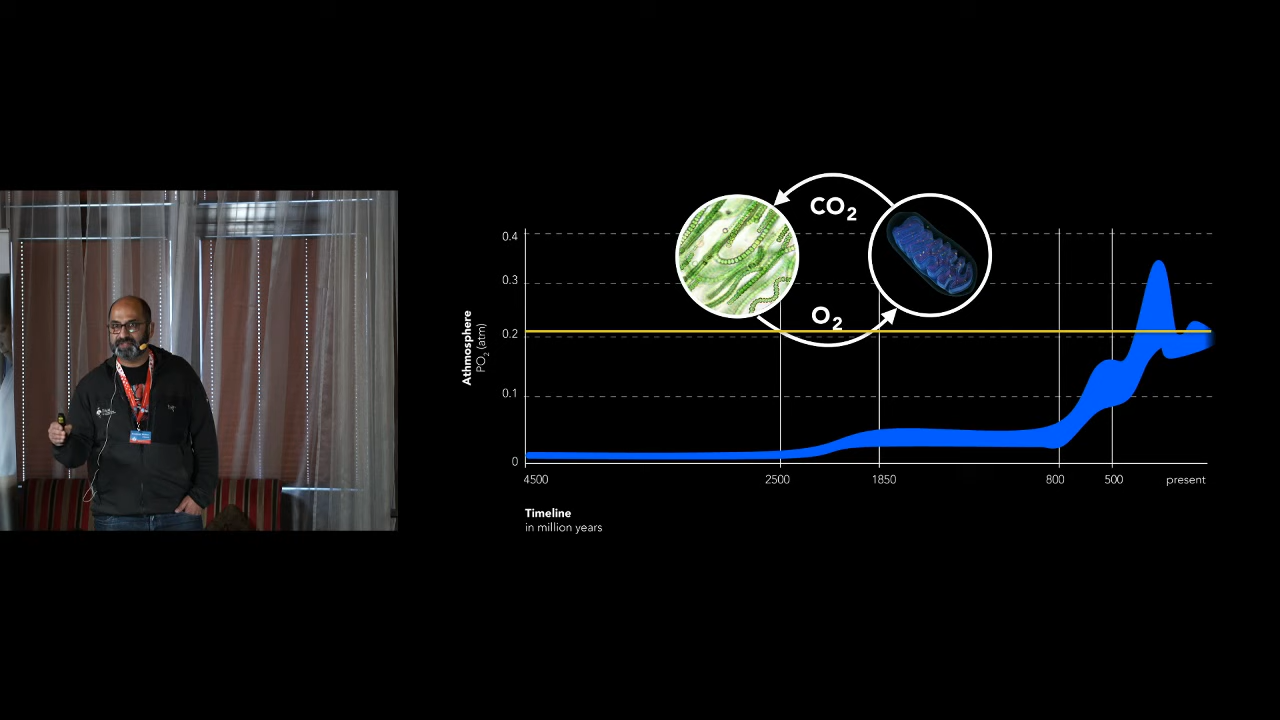 CO2
O2
0.4
0.3
0.2
0.1
0
Athmosphere
PO2 (atm)
4500
2500
1850
800
500
present
Timeline
in million years